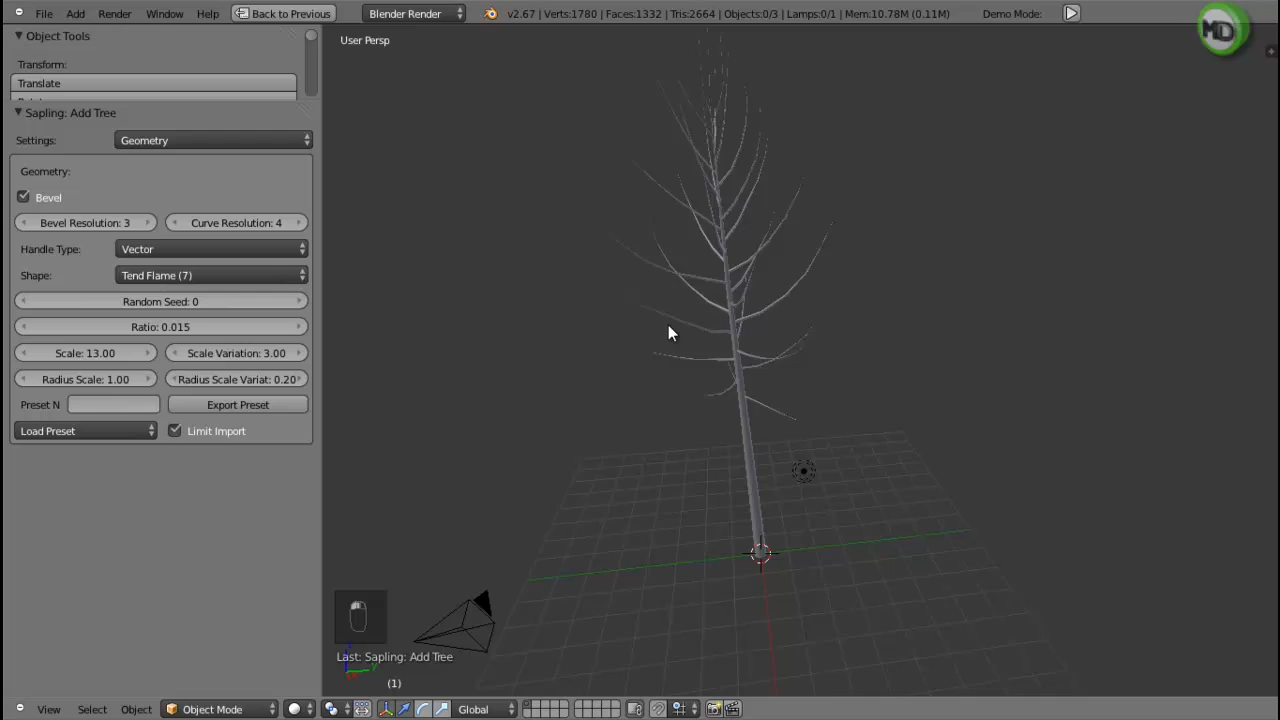 File Add Render Window Help Back to Previous Blender Render v2.67 | Verts:1780 | Faces:1332 | Tris:2664 | Objects:0/3 | Lamps:0/1 | Mem:10.78M (0.11M) Demo Mode:
MD
Object Tools
User Persp
Transform:
Translate
Sapling: Add Tree
Settings: Geometry
Geometry:
Bevel
Bevel Resolution: 3 Curve Resolution: 4
Handle Type: Vector
Shape: Tend Flame (7)
Random Seed: 0
Ratio: 0.015
Scale: 13.00 Scale Variation: 3.00
Radius Scale: 1.00 Radius Scale Variat: 0.20
Preset N Export Preset
Load Preset Limit Import
Last: Sapling: Add Tree
y
(1)
View Select Object Object Mode Global